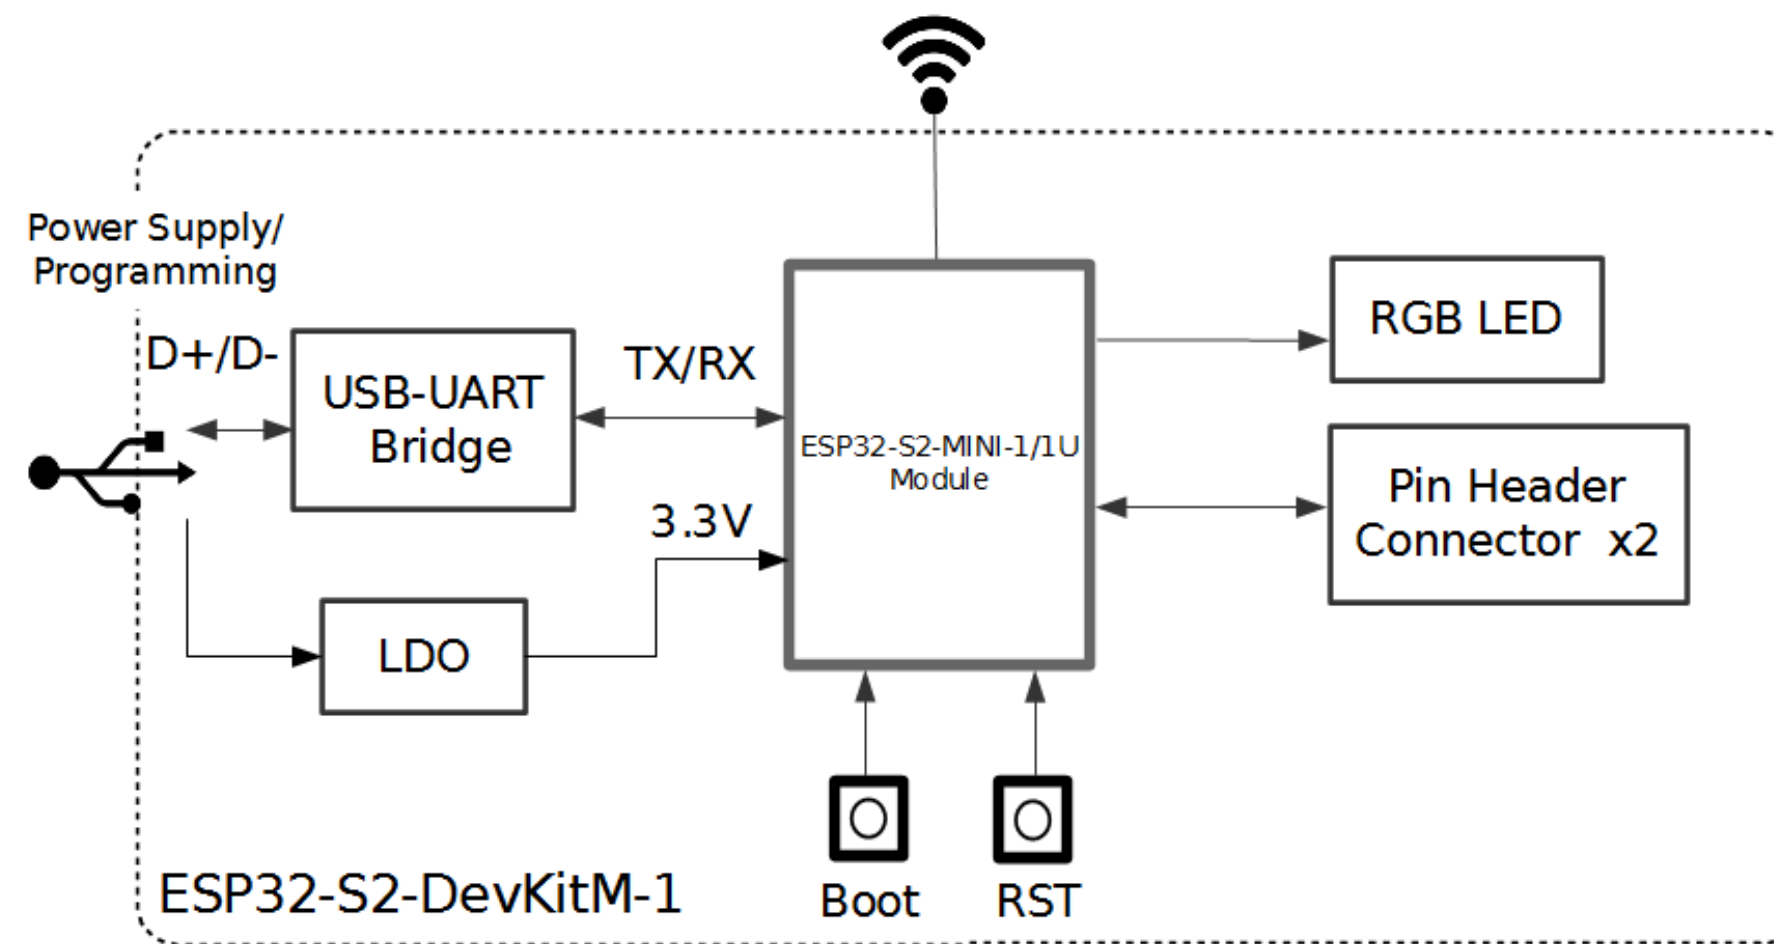 Power Supply/
Programming
D+/D-
USB-UART
Bridge
TX/RX
3.3V
LDO
ESP32-S2-MINI-1/1U
Module
RGB LED
Pin Header
Connector x2
Boot
RST
ESP32-S2-DevKitM-1